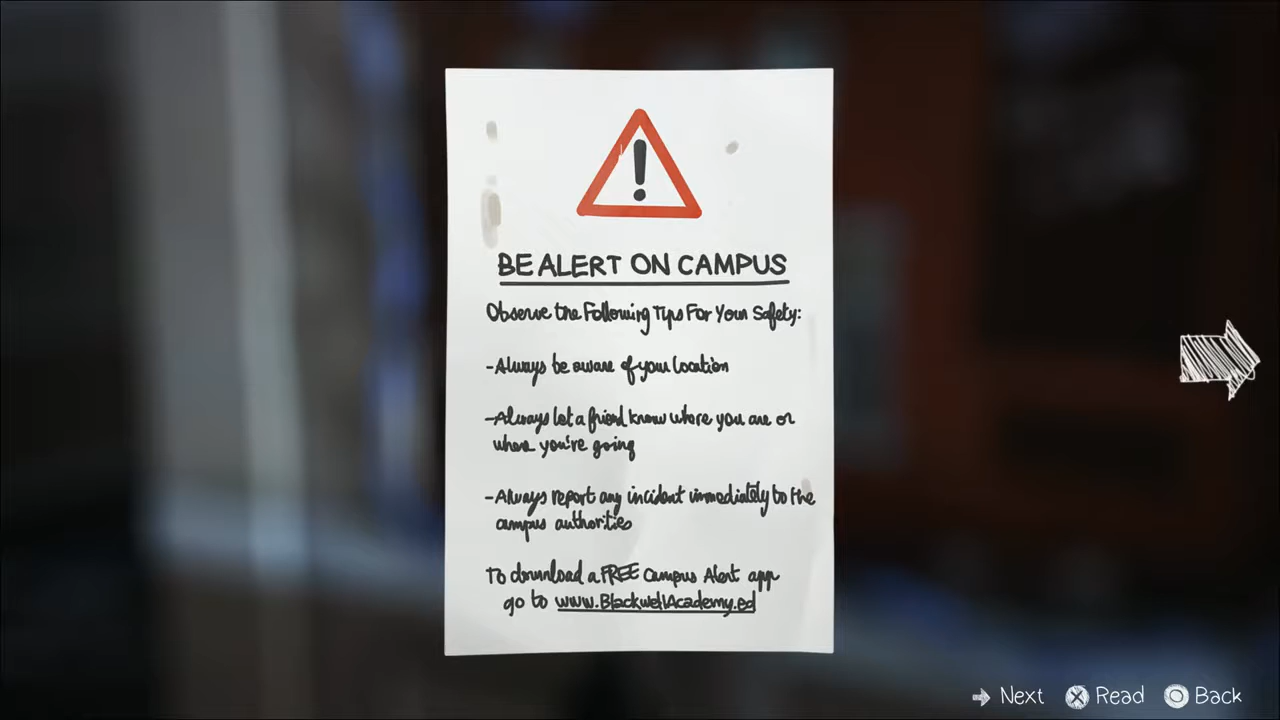 !
BE ALERT ON CAMPUS
Observe the Following Tips For Your Safety:
-Always be aware of your location
-Always let a friend know where you are or
where you're going
-Always report any incident immediately to the
campus authorities
To download a FREE Campus Alert app
go to www.BlackwellAcademy.ed
Next Read Back